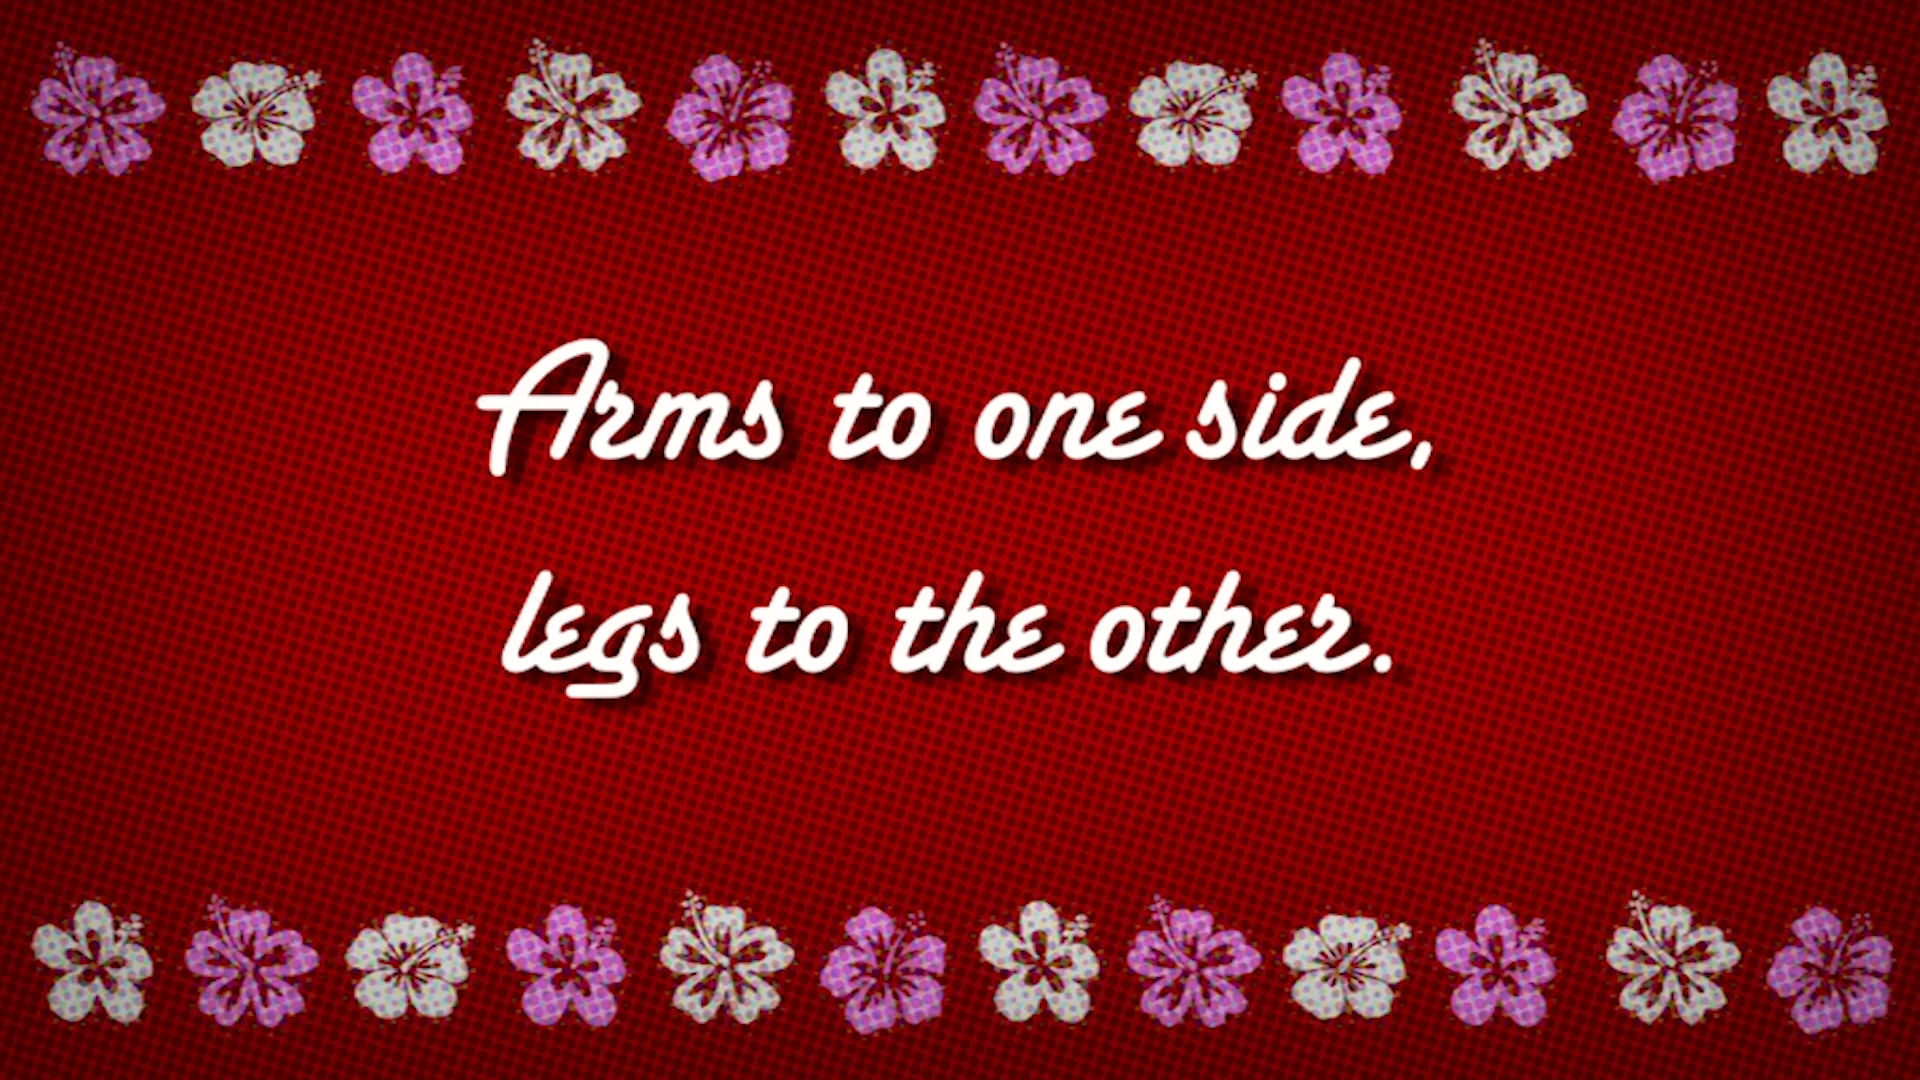 Arms to one side,
legs to the other.